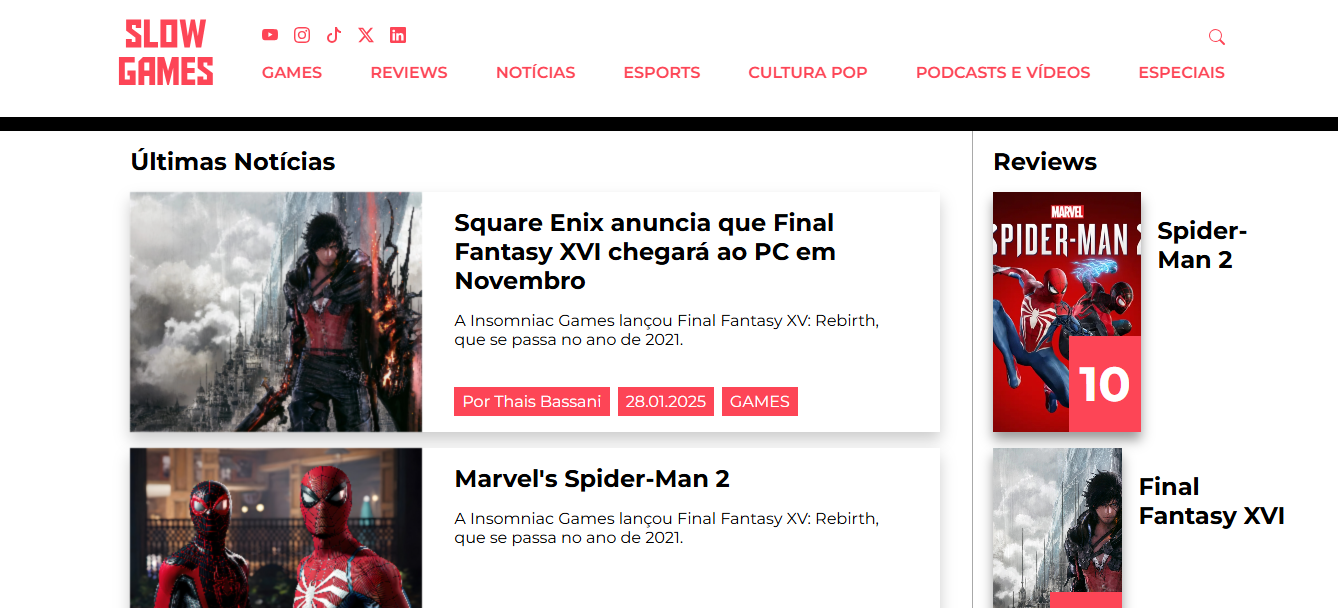 SLOW
GAMES
GAMES REVIEWS NOTÍCIAS ESPORTS CULTURA POP PODCASTS E VÍDEOS ESPECIAIS
Últimas Notícias
Square Enix anuncia que Final
Fantasy XVI chegará ao PC em
Novembro
A Insomniac Games lançou Final Fantasy XV: Rebirth,
que se passa no ano de 2021.
Por Thais Bassani 28.01.2025 GAMES
Marvel's Spider-Man 2
A Insomniac Games lançou Final Fantasy XV: Rebirth,
que se passa no ano de 2021.
Reviews
MARVEL
SPIDER-MAN 2
10
Spider-
Man 2
Final
Fantasy XVI